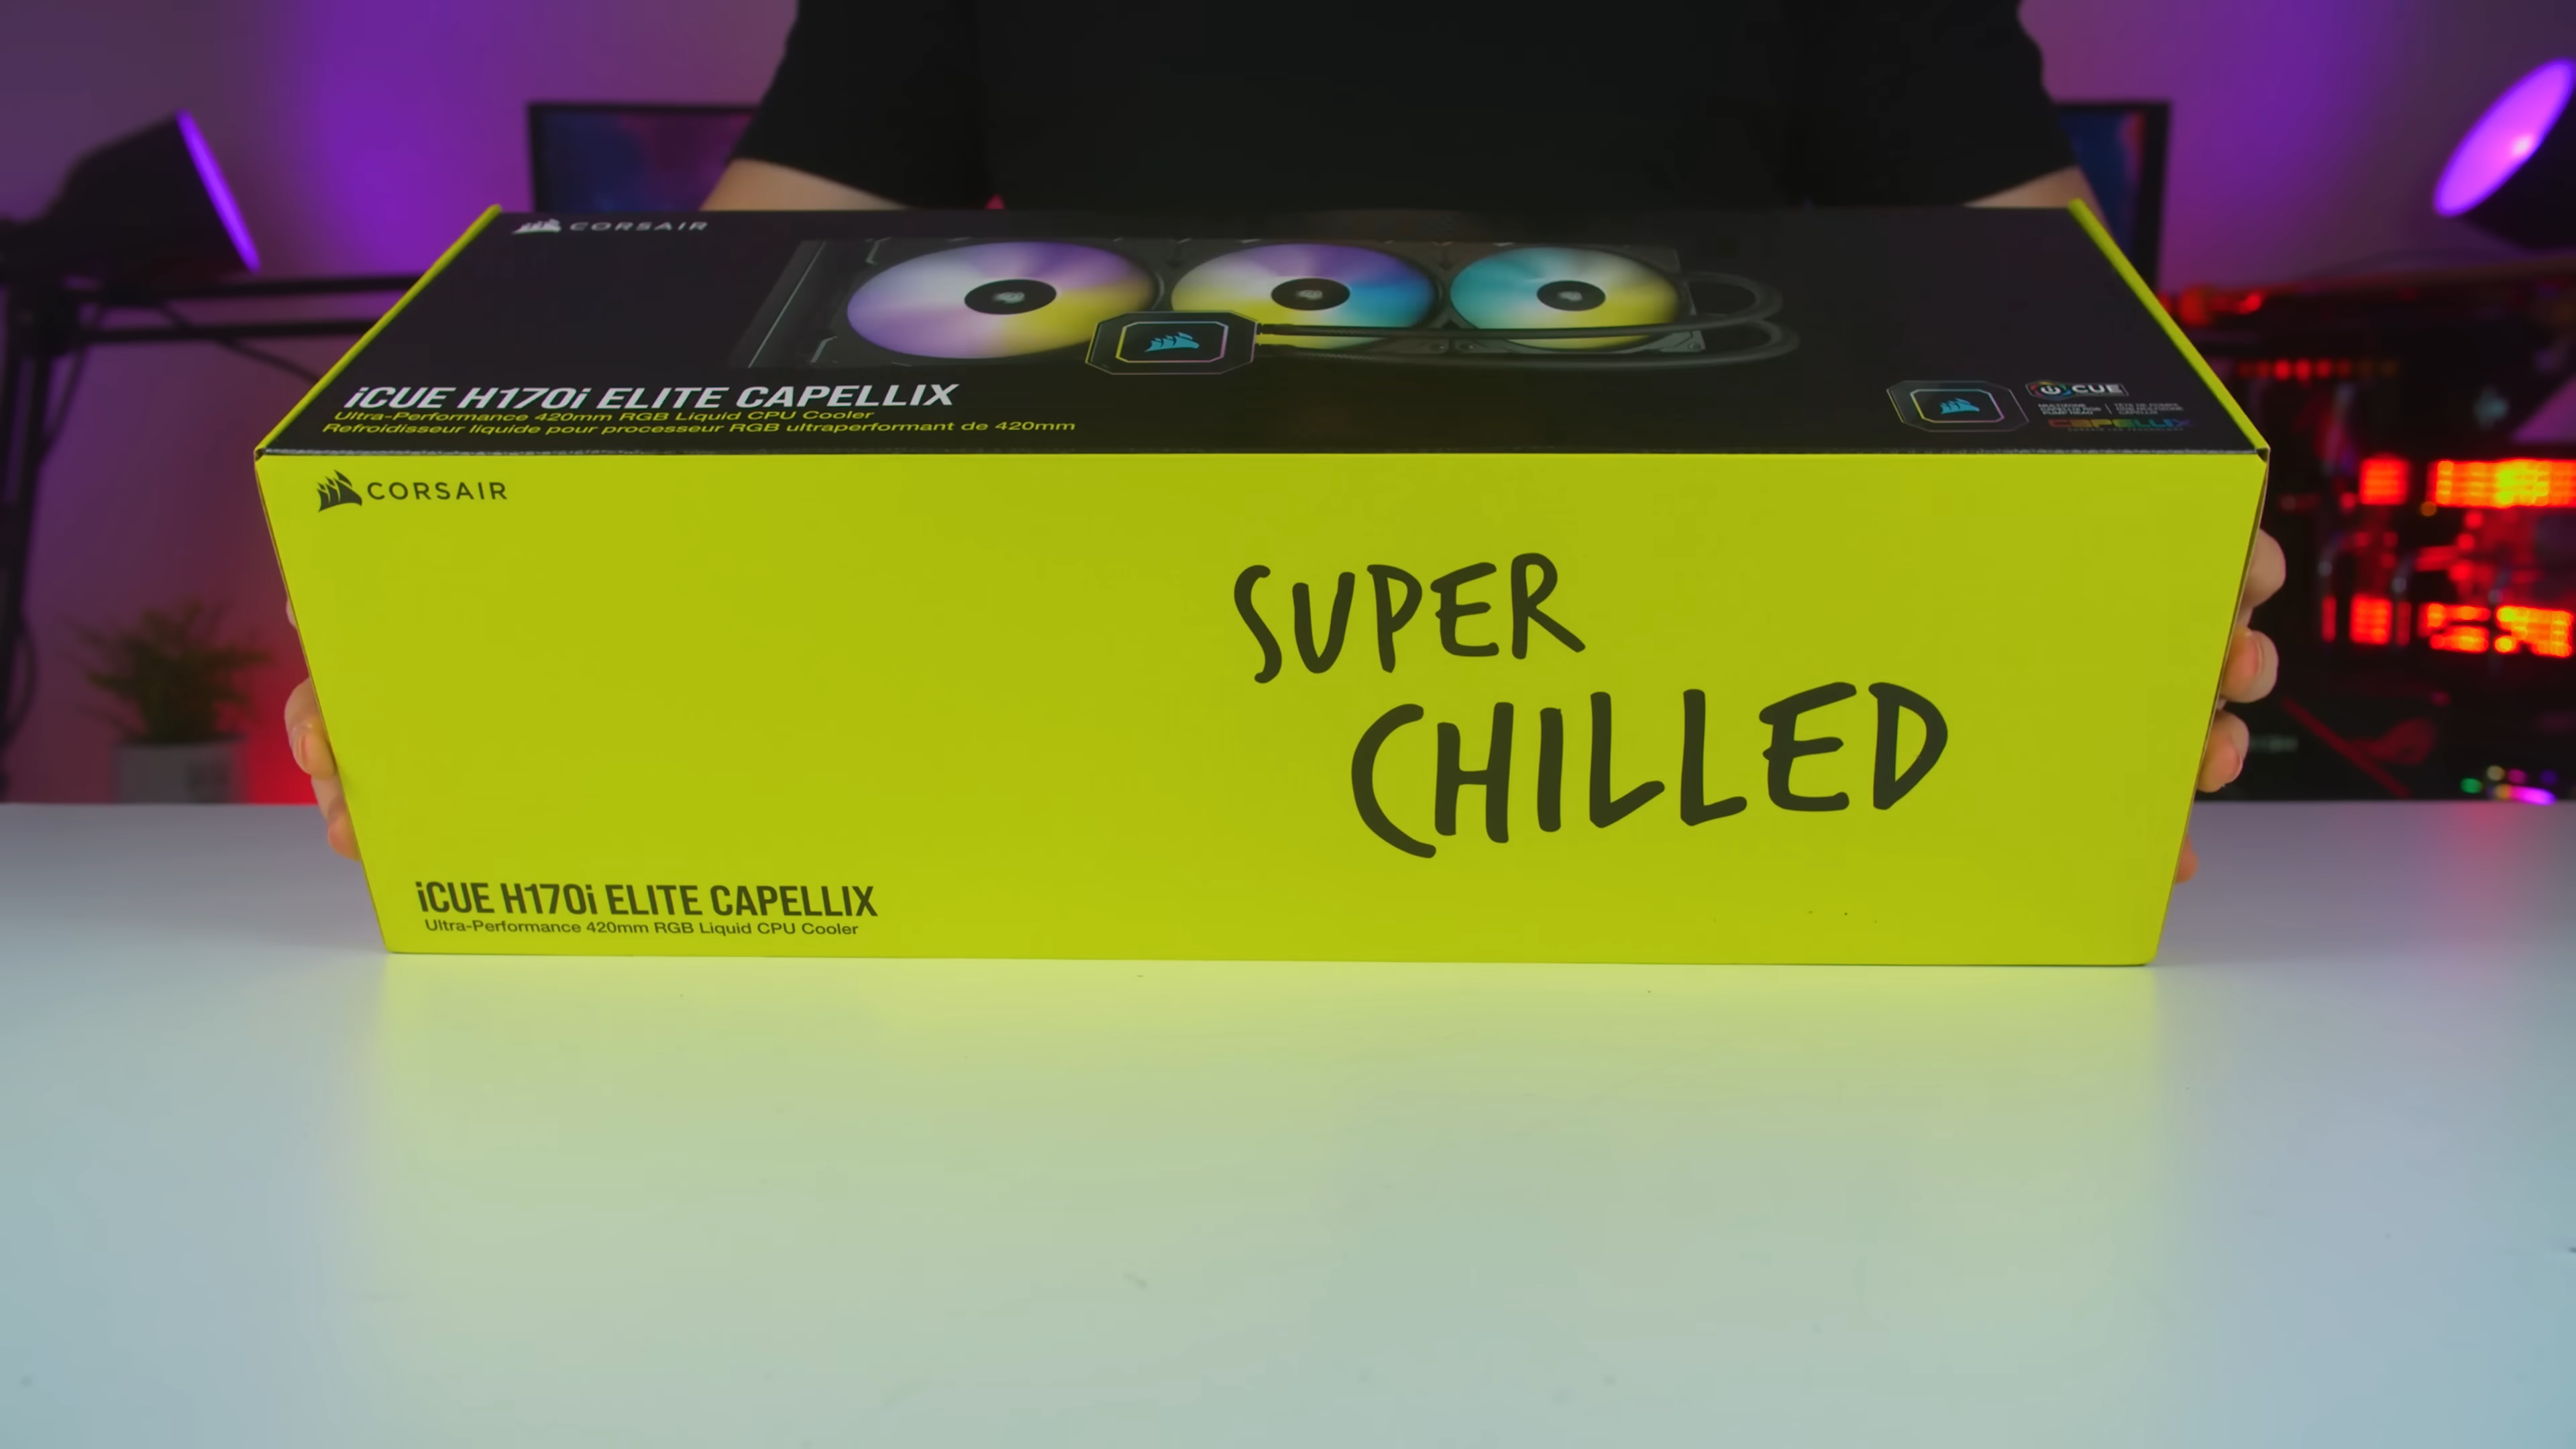 CORSAIR
iCUE H170i ELITE CAPELLIX
Ultra-Performance 420mm RGB Liquid CPU Cooler
Refroidisseur liquide pour processeur RGB ultraperformant de 420mm
iCUE
CAPELLIX
CORSAIR
SUPER
CHILLED
iCUE H170i ELITE CAPELLIX
Ultra-Performance 420mm RGB Liquid CPU Cooler